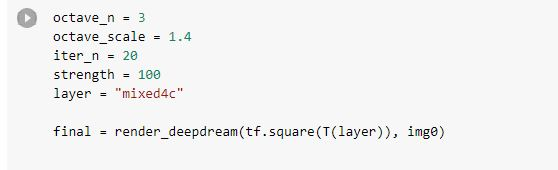 octave_n = 3
octave_scale = 1.4
iter_n = 20
strength = 100
layer = "mixed4c"
final = render_deepdream(tf.square(T(layer)), img0)